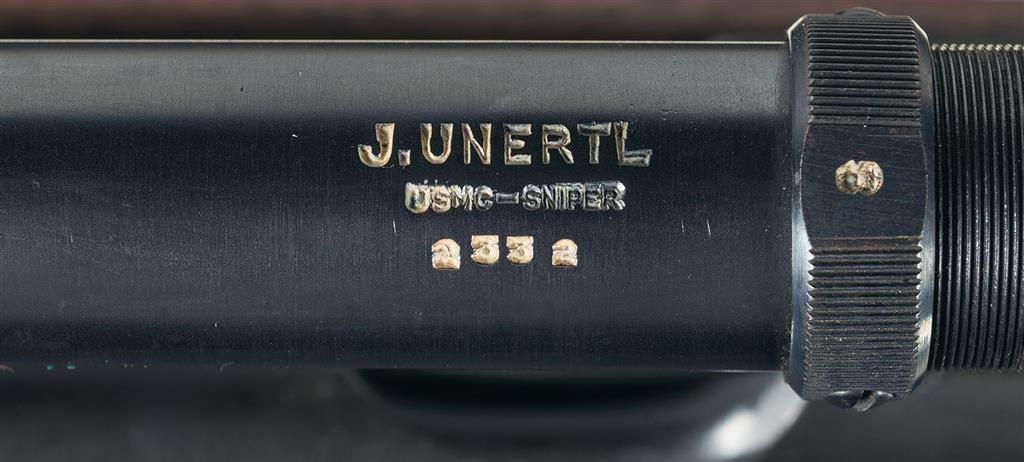 J. UNERTL
USMC-SNIPER
2332